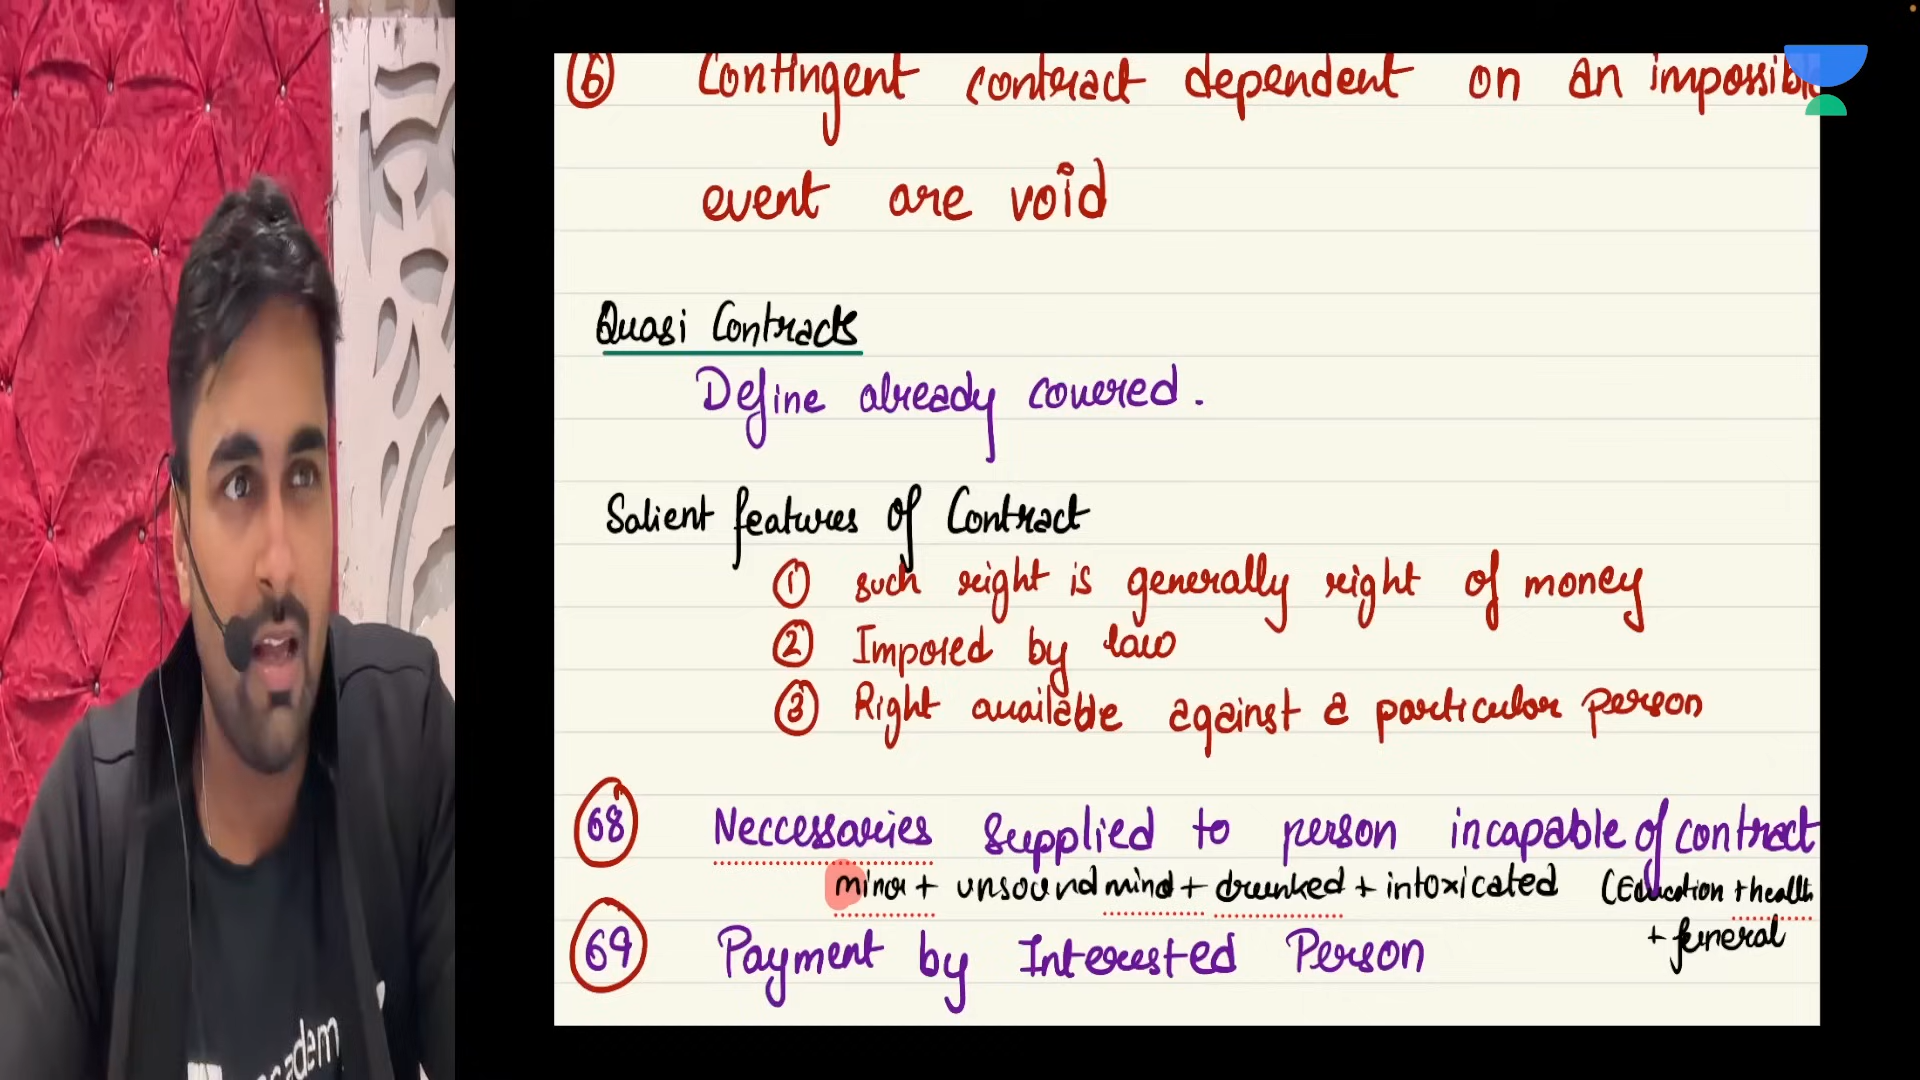 6 Contingent contract dependent on an impossible
event are void
Quasi Contracts
Define already covered.
Salient features of Contract
1 such right is generally right of money
2 Imposed by law
3 Right available against a particular person
68 Neccessaries supplied to person incapable of contract
minor + unsound mind + drunked + intoxicated (Education + health
+ funeral
69 Payment by Interested Person